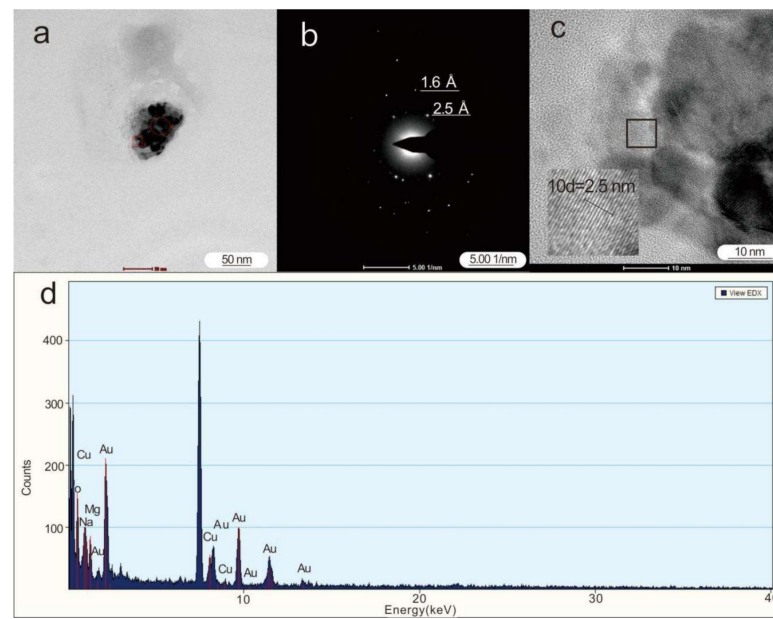 a
50 nm
b
1.6 Å
2.5 Å
5.00 1/nm
5.00 1/nm
c
10d=2.5 nm
10 nm
10 nm
d
View EDX
400
300
200
100
Counts
Cu
Au
o
Mg
Na
Au
Au
Au
Cu
Cu
Au
Au
Au
10
20
30
40
Energy(keV)